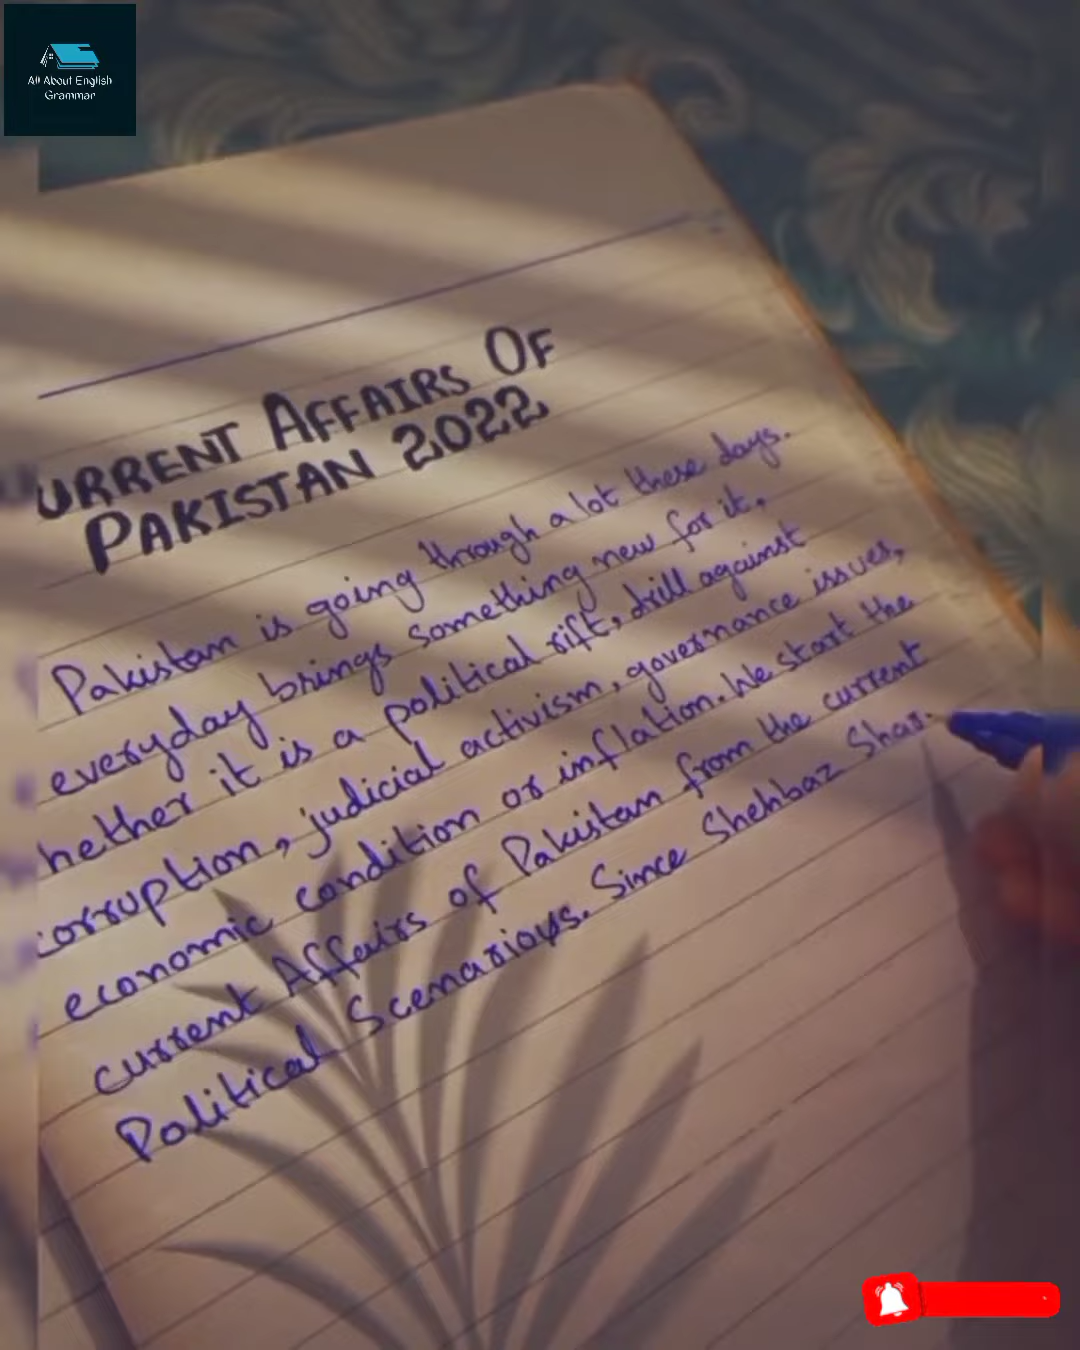 All About English
Grammar
URRENT AFFAIRS OF
PAKISTAN 2022
Pakistan is going through a lot these days.
everyday brings something new for it.
hether it is a political rift, drill against
corruption, judicial activism, governance issues,
economic condition or inflation. We start the
current Affairs of Pakistan from the current
Political Scenarioys. Since Shehbaz Shar